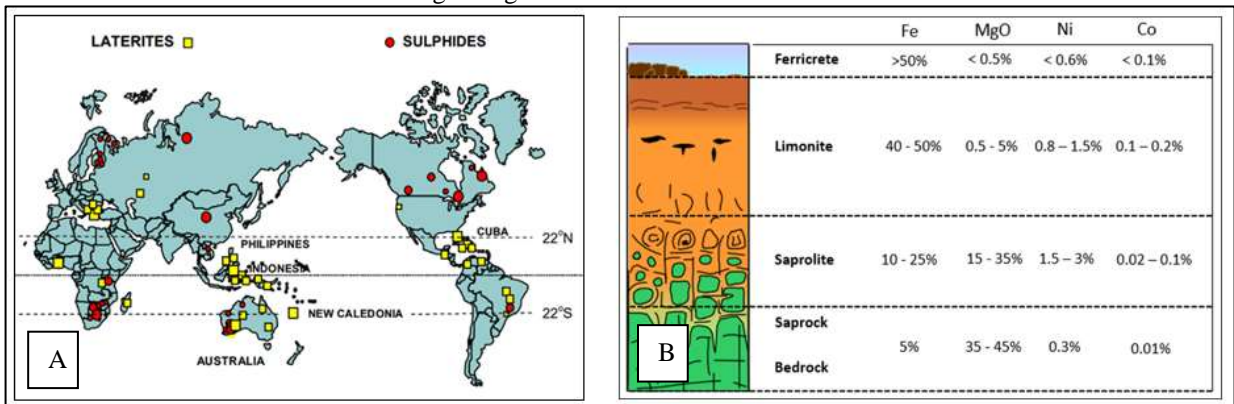 LATERITES
SULPHIDES
PHILIPPINES
INDONESIA
CUBA
22°N
22°S
NEW CALEDONIA
AUSTRALIA
A
Fe MgO Ni Co
Ferricrete >50% < 0.5% < 0.6% < 0.1%
Limonite 40 - 50% 0.5 - 5% 0.8 – 1.5% 0.1 – 0.2%
Saprolite 10 - 25% 15 - 35% 1.5 – 3% 0.02 – 0.1%
Saprock
5% 35 - 45% 0.3% 0.01%
Bedrock
B